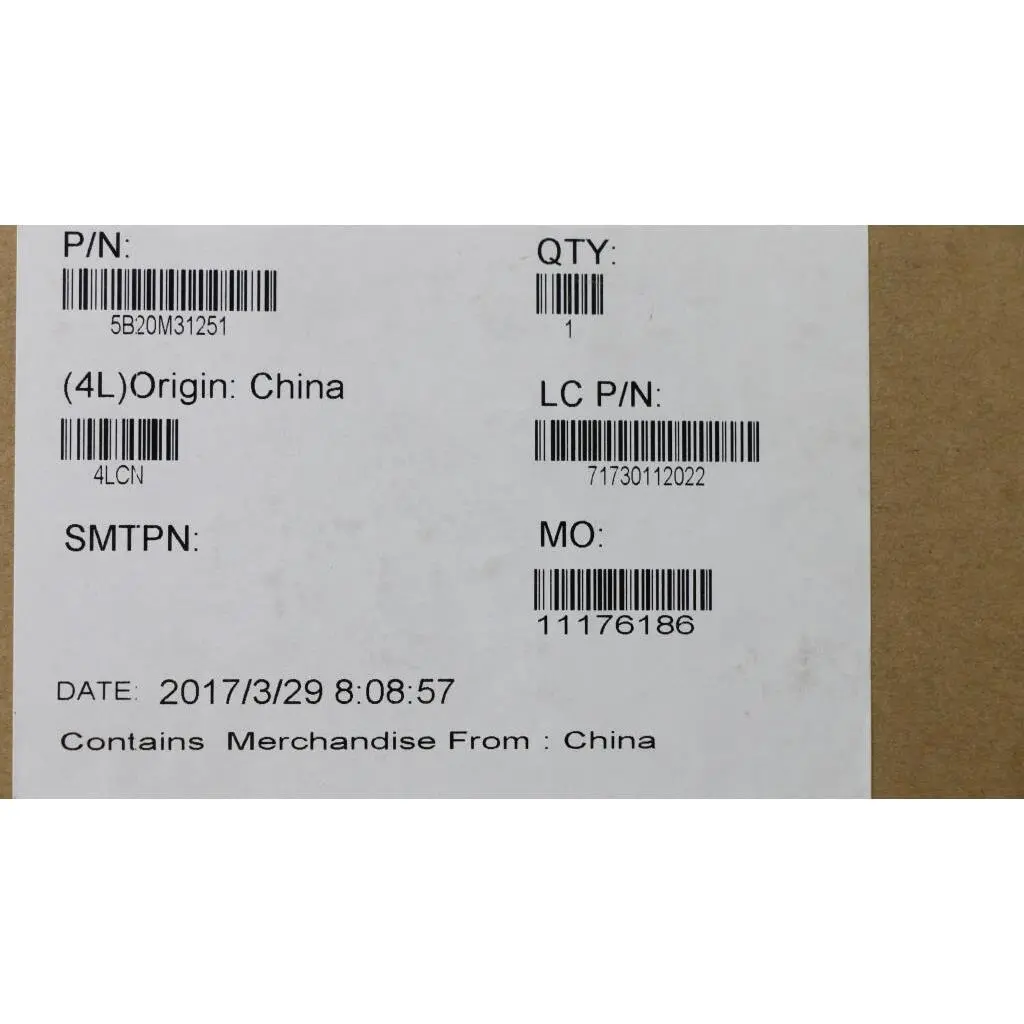 P/N: QTY:
5B20M31251 1
(4L)Origin: China LC P/N:
4LCN 71730112022
SMTPN: MO:
11176186
DATE: 2017/3/29 8:08:57
Contains Merchandise From : China